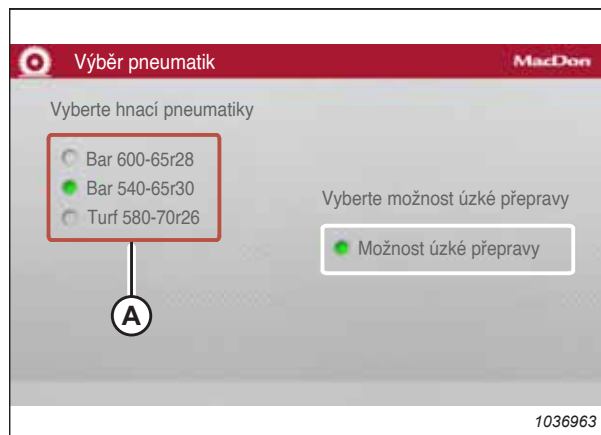 Výběr pneumatik
MacDon
Vyberte hnací pneumatiky
Bar 600-65r28
Bar 540-65r30
Turf 580-70r26
Vyberte možnost úzké přepravy
Možnost úzké přepravy
A
1036963